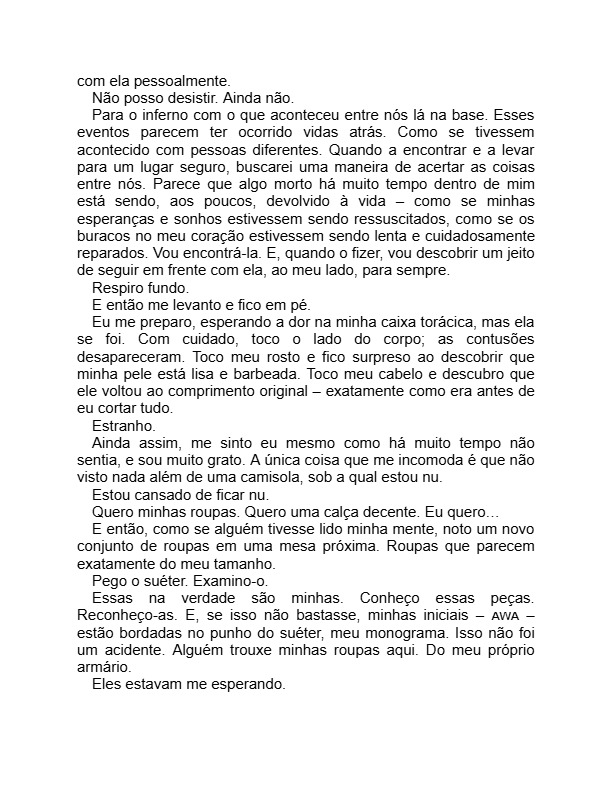 com ela pessoalmente.
Não posso desistir. Ainda não.
Para o inferno com o que aconteceu entre nós lá na base. Esses
eventos parecem ter ocorrido vidas atrás. Como se tivessem
acontecido com pessoas diferentes. Quando a encontrar e a levar
para um lugar seguro, buscarei uma maneira de acertar as coisas
entre nós. Parece que algo morto há muito tempo dentro de mim
está sendo, aos poucos, devolvido à vida – como se minhas
esperanças e sonhos estivessem sendo ressuscitados, como se os
buracos no meu coração estivessem sendo lenta e cuidadosamente
reparados. Vou encontrá-la. E, quando o fizer, vou descobrir um jeito
de seguir em frente com ela, ao meu lado, para sempre.
Respiro fundo.
E então me levanto e fico em pé.
Eu me preparo, esperando a dor na minha caixa torácica, mas ela
se foi. Com cuidado, toco o lado do corpo; as contusões
desapareceram. Toco meu rosto e fico surpreso ao descobrir que
minha pele está lisa e barbeada. Toco meu cabelo e descubro que
ele voltou ao comprimento original – exatamente como era antes de
eu cortar tudo.
Estranho.
Ainda assim, me sinto eu mesmo como há muito tempo não
sentia, e sou muito grato. A única coisa que me incomoda é que não
visto nada além de uma camisola, sob a qual estou nu.
Estou cansado de ficar nu.
Quero minhas roupas. Quero uma calça decente. Eu quero…
E então, como se alguém tivesse lido minha mente, noto um novo
conjunto de roupas em uma mesa próxima. Roupas que parecem
exatamente do meu tamanho.
Pego o suéter. Examino-o.
Essas na verdade são minhas. Conheço essas peças.
Reconheço-as. E, se isso não bastasse, minhas iniciais – AWA –
estão bordadas no punho do suéter, meu monograma. Isso não foi
um acidente. Alguém trouxe minhas roupas aqui. Do meu próprio
armário.
Eles estavam me esperando.